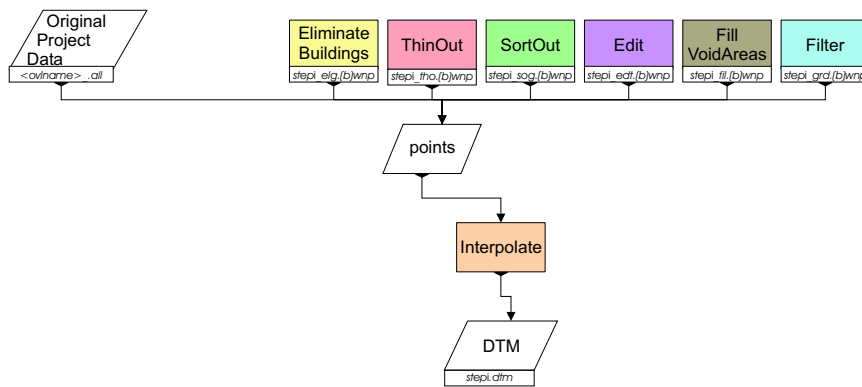 Original
Project
Data
<ovlname>_.all
Eliminate
Buildings
stepi_elg.(b)wnp
ThinOut
stepi_tho.(b)wnp
SortOut
stepi_sog.(b)wnp
Edit
stepi_edt.(b)wnp
Fill
VoidAreas
stepi_fil.(b)wnp
Filter
stepi_grd.(b)wnp
points
Interpolate
DTM
stepi.dtm